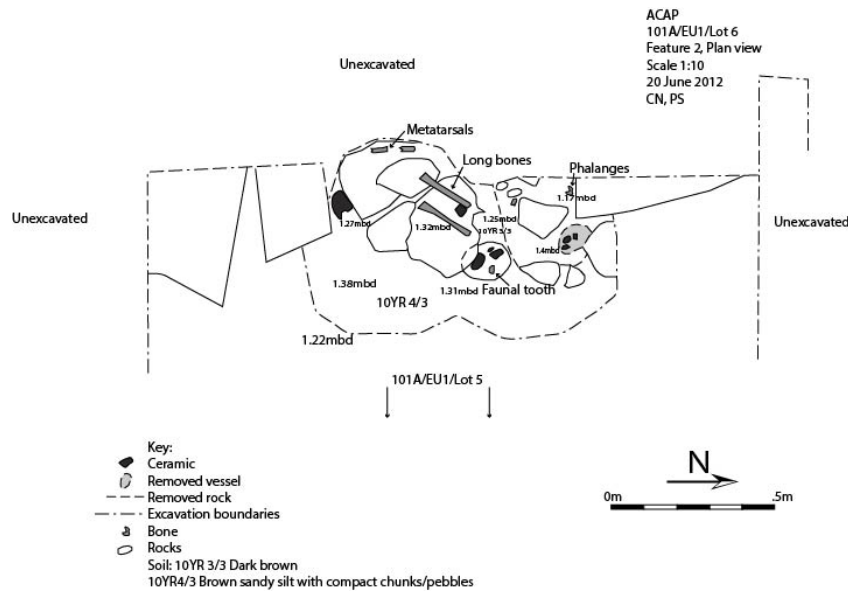 ACAP
101A/EU1/Lot 6
Feature 2, Plan view
Scale 1:10
20 June 2012
CN, PS
Unexcavated
Metatarsals
Long bones
Phalanges
1.17mbd
Unexcavated
1.27mbd
1.32mbd
1.25mbd
10YR 3/3
1.4mbd
Unexcavated
1.38mbd
1.31mbd
Faunal tooth
10YR 4/3
1.22mbd
101A/EU1/Lot 5
Key:
Ceramic
Removed vessel
Removed rock
Excavation boundaries
Bone
Rocks
Soil: 10YR 3/3 Dark brown
10YR4/3 Brown sandy silt with compact chunks/pebbles
N
0m .5m